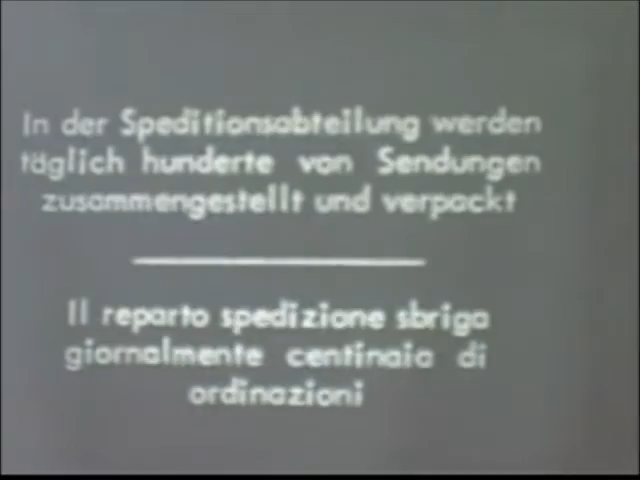 In der Speditionsabteilung werden
täglich hunderte von Sendungen
zusammengestellt und verpackt
Il reparto spedizione sbriga
giornalmente centinaia di
ordinazioni